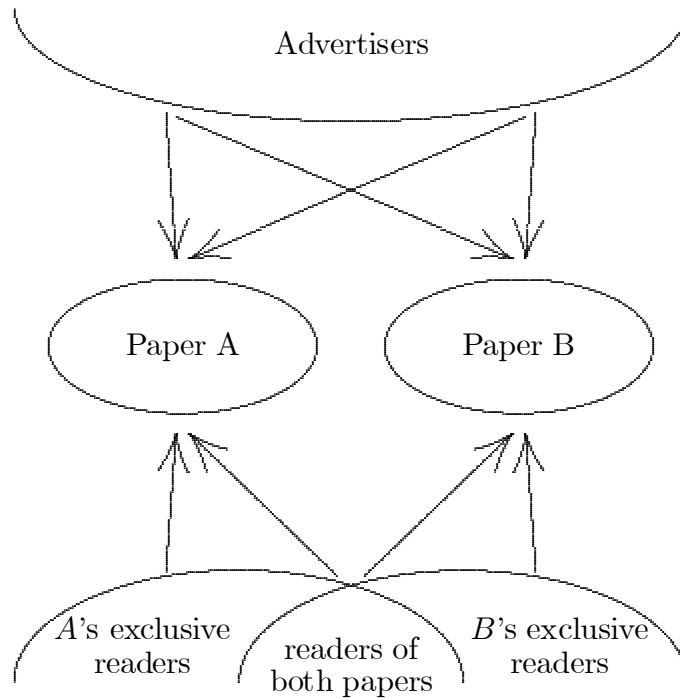 Advertisers
Paper A
Paper B
A's exclusive
readers
readers of
both papers
B's exclusive
readers